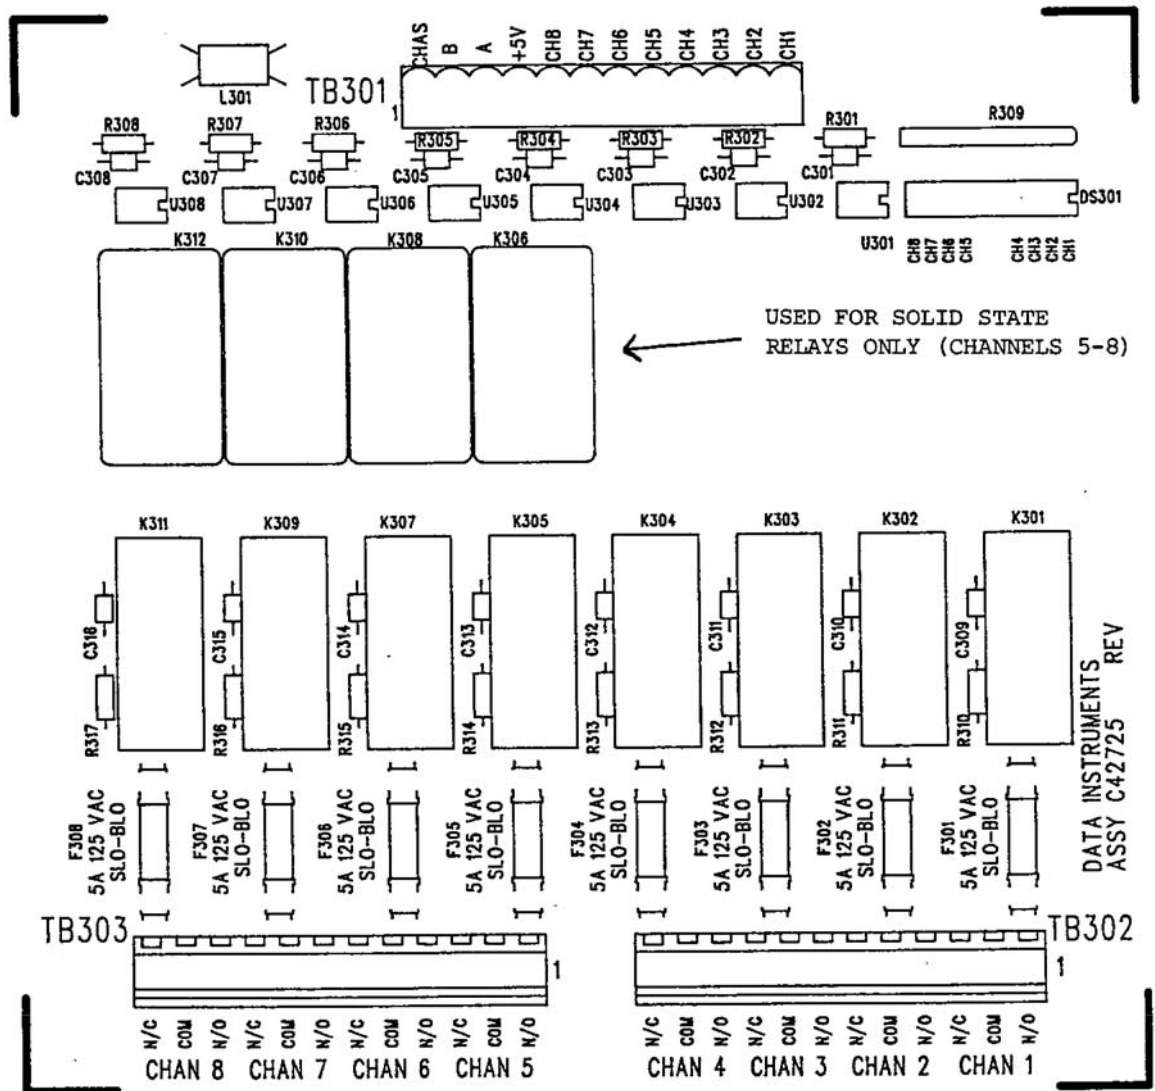 CHAS B A +5V CH8 CH7 CH6 CH5 CH4 CH3 CH2 CH1
L301
TB301
1
R308 R307 R306 R305 R304 R303 R302 R301 R309
C308 C307 C306 C305 C304 C303 C302 C301
U308 U307 U306 U305 U304 U303 U302 U301 DS301
CH8 CH7 CH6 CH5 CH4 CH3 CH2 CH1
K312 K310 K308 K306
USED FOR SOLID STATE
RELAYS ONLY (CHANNELS 5-8)
K311 K309 K307 K305 K304 K303 K302 K301
C316 C315 C314 C313 C312 C311 C310 C309
R317 R316 R315 R314 R313 R312 R311 R310
DATA INSTRUMENTS
ASSY C42725 REV
F308
5A 125 VAC
SLO-BLO
F307
5A 125 VAC
SLO-BLO
F306
5A 125 VAC
SLO-BLO
F305
5A 125 VAC
SLO-BLO
F304
5A 125 VAC
SLO-BLO
F303
5A 125 VAC
SLO-BLO
F302
5A 125 VAC
SLO-BLO
F301
5A 125 VAC
SLO-BLO
TB303
1
TB302
1
N/C COM N/O N/C COM N/O N/C COM N/O N/C COM N/O
CHAN 8 CHAN 7 CHAN 6 CHAN 5
N/C COM N/O N/C COM N/O N/C COM N/O N/C COM N/O
CHAN 4 CHAN 3 CHAN 2 CHAN 1